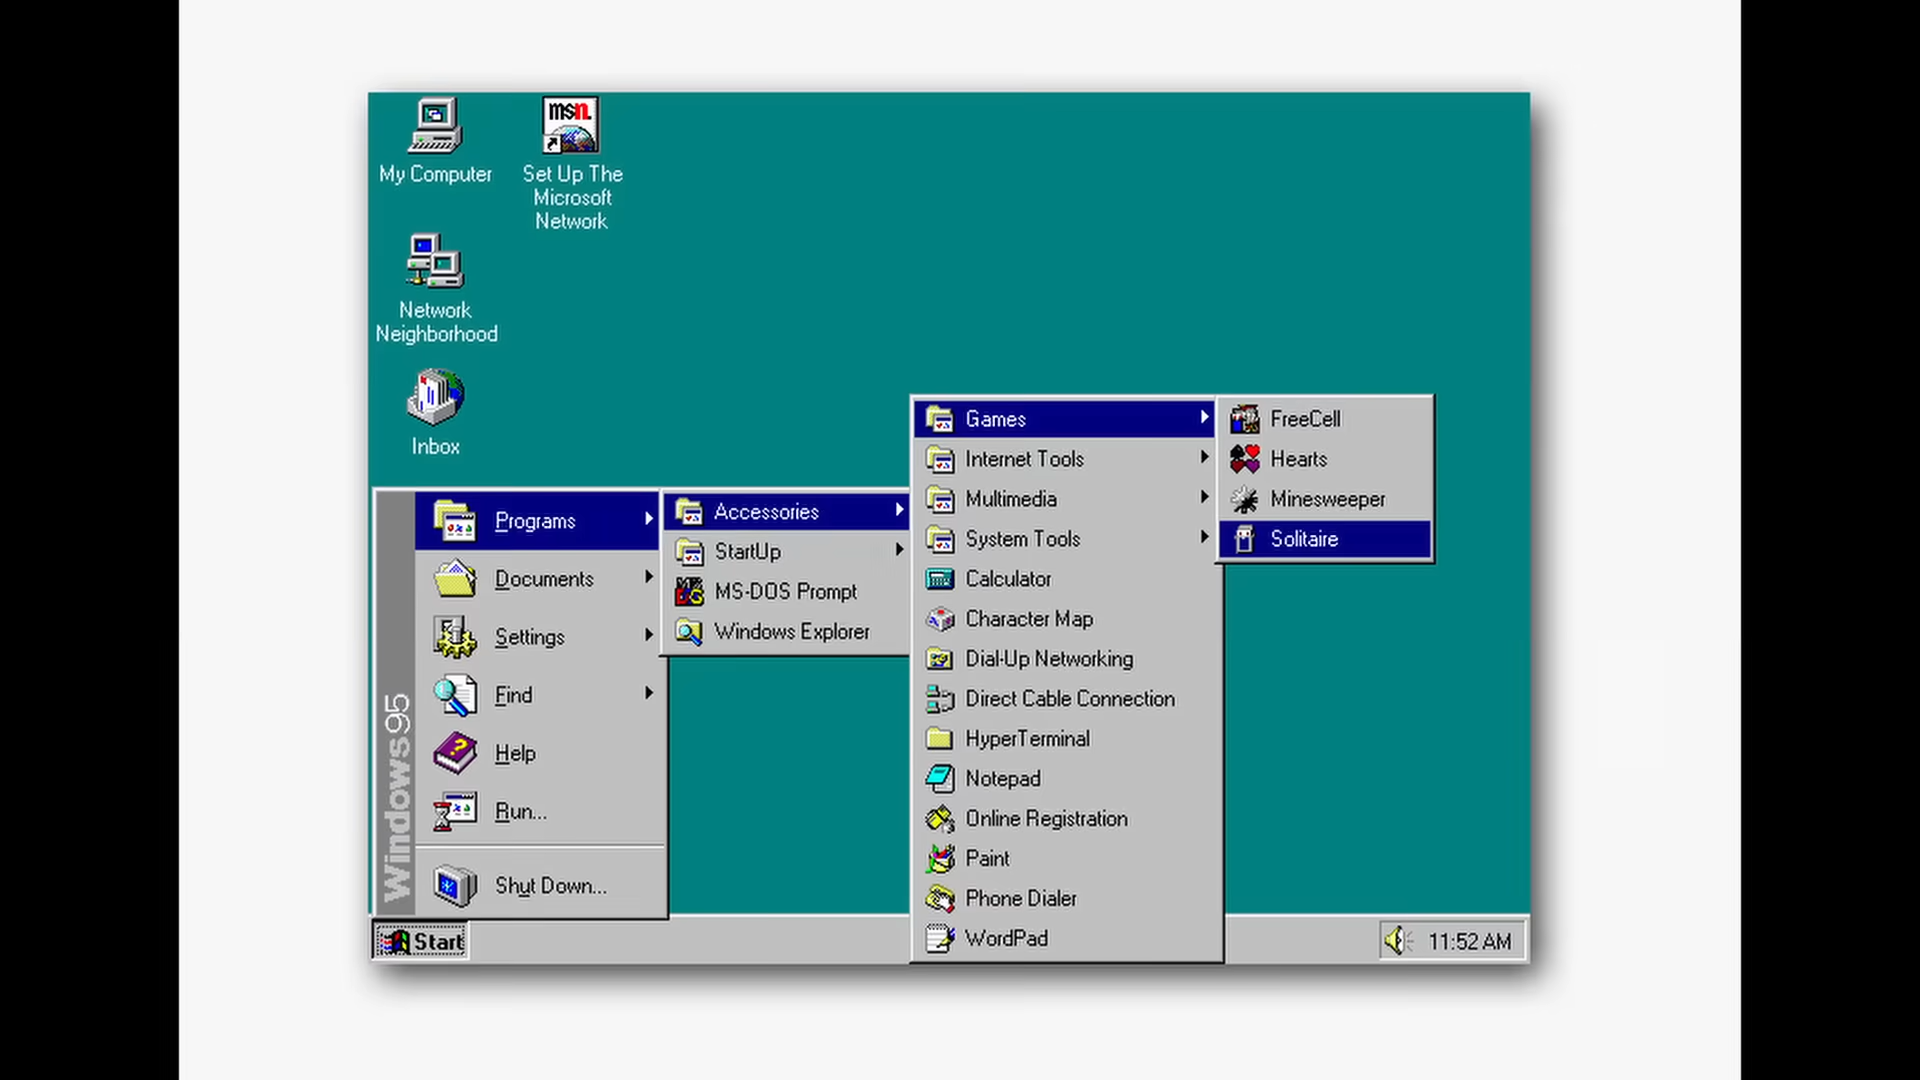 My Computer
msn.
Set Up The
Microsoft
Network
Network
Neighborhood
Inbox
Programs
Documents
Settings
Find
Help
Run...
Shut Down...
Windows95
Accessories
StartUp
MS-DOS Prompt
Windows Explorer
Games
Internet Tools
Multimedia
System Tools
Calculator
Character Map
Dial-Up Networking
Direct Cable Connection
HyperTerminal
Notepad
Online Registration
Paint
Phone Dialer
WordPad
FreeCell
Hearts
Minesweeper
Solitaire
Start
11:52 AM